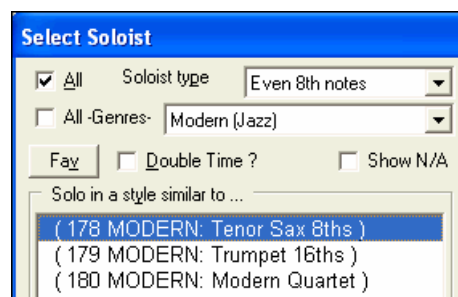 Select Soloist
All Soloist type Even 8th notes
All -Genres- Modern (Jazz)
Fav Double Time ? Show N/A
Solo in a style similar to ...
( 178 MODERN: Tenor Sax 8ths )
( 179 MODERN: Trumpet 16ths )
( 180 MODERN: Modern Quartet )